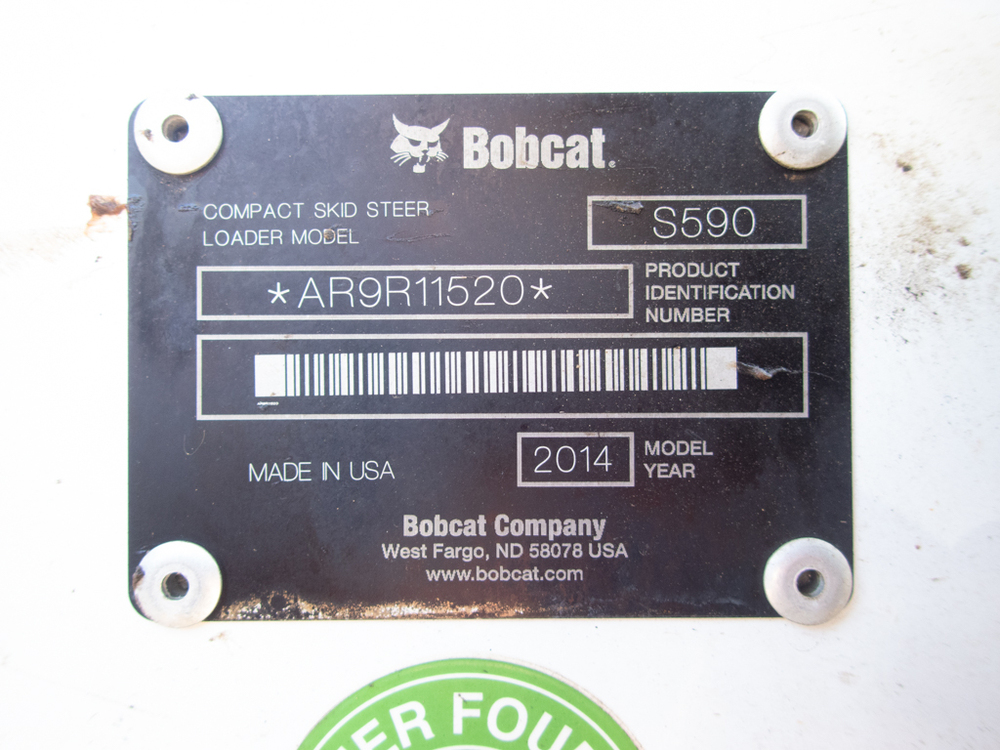 Bobcat
COMPACT SKID STEER
LOADER MODEL
S590
*AR9R11520*
PRODUCT
IDENTIFICATION
NUMBER
MADE IN USA
2014
MODEL
YEAR
Bobcat Company
West Fargo, ND 58078 USA
www.bobcat.com